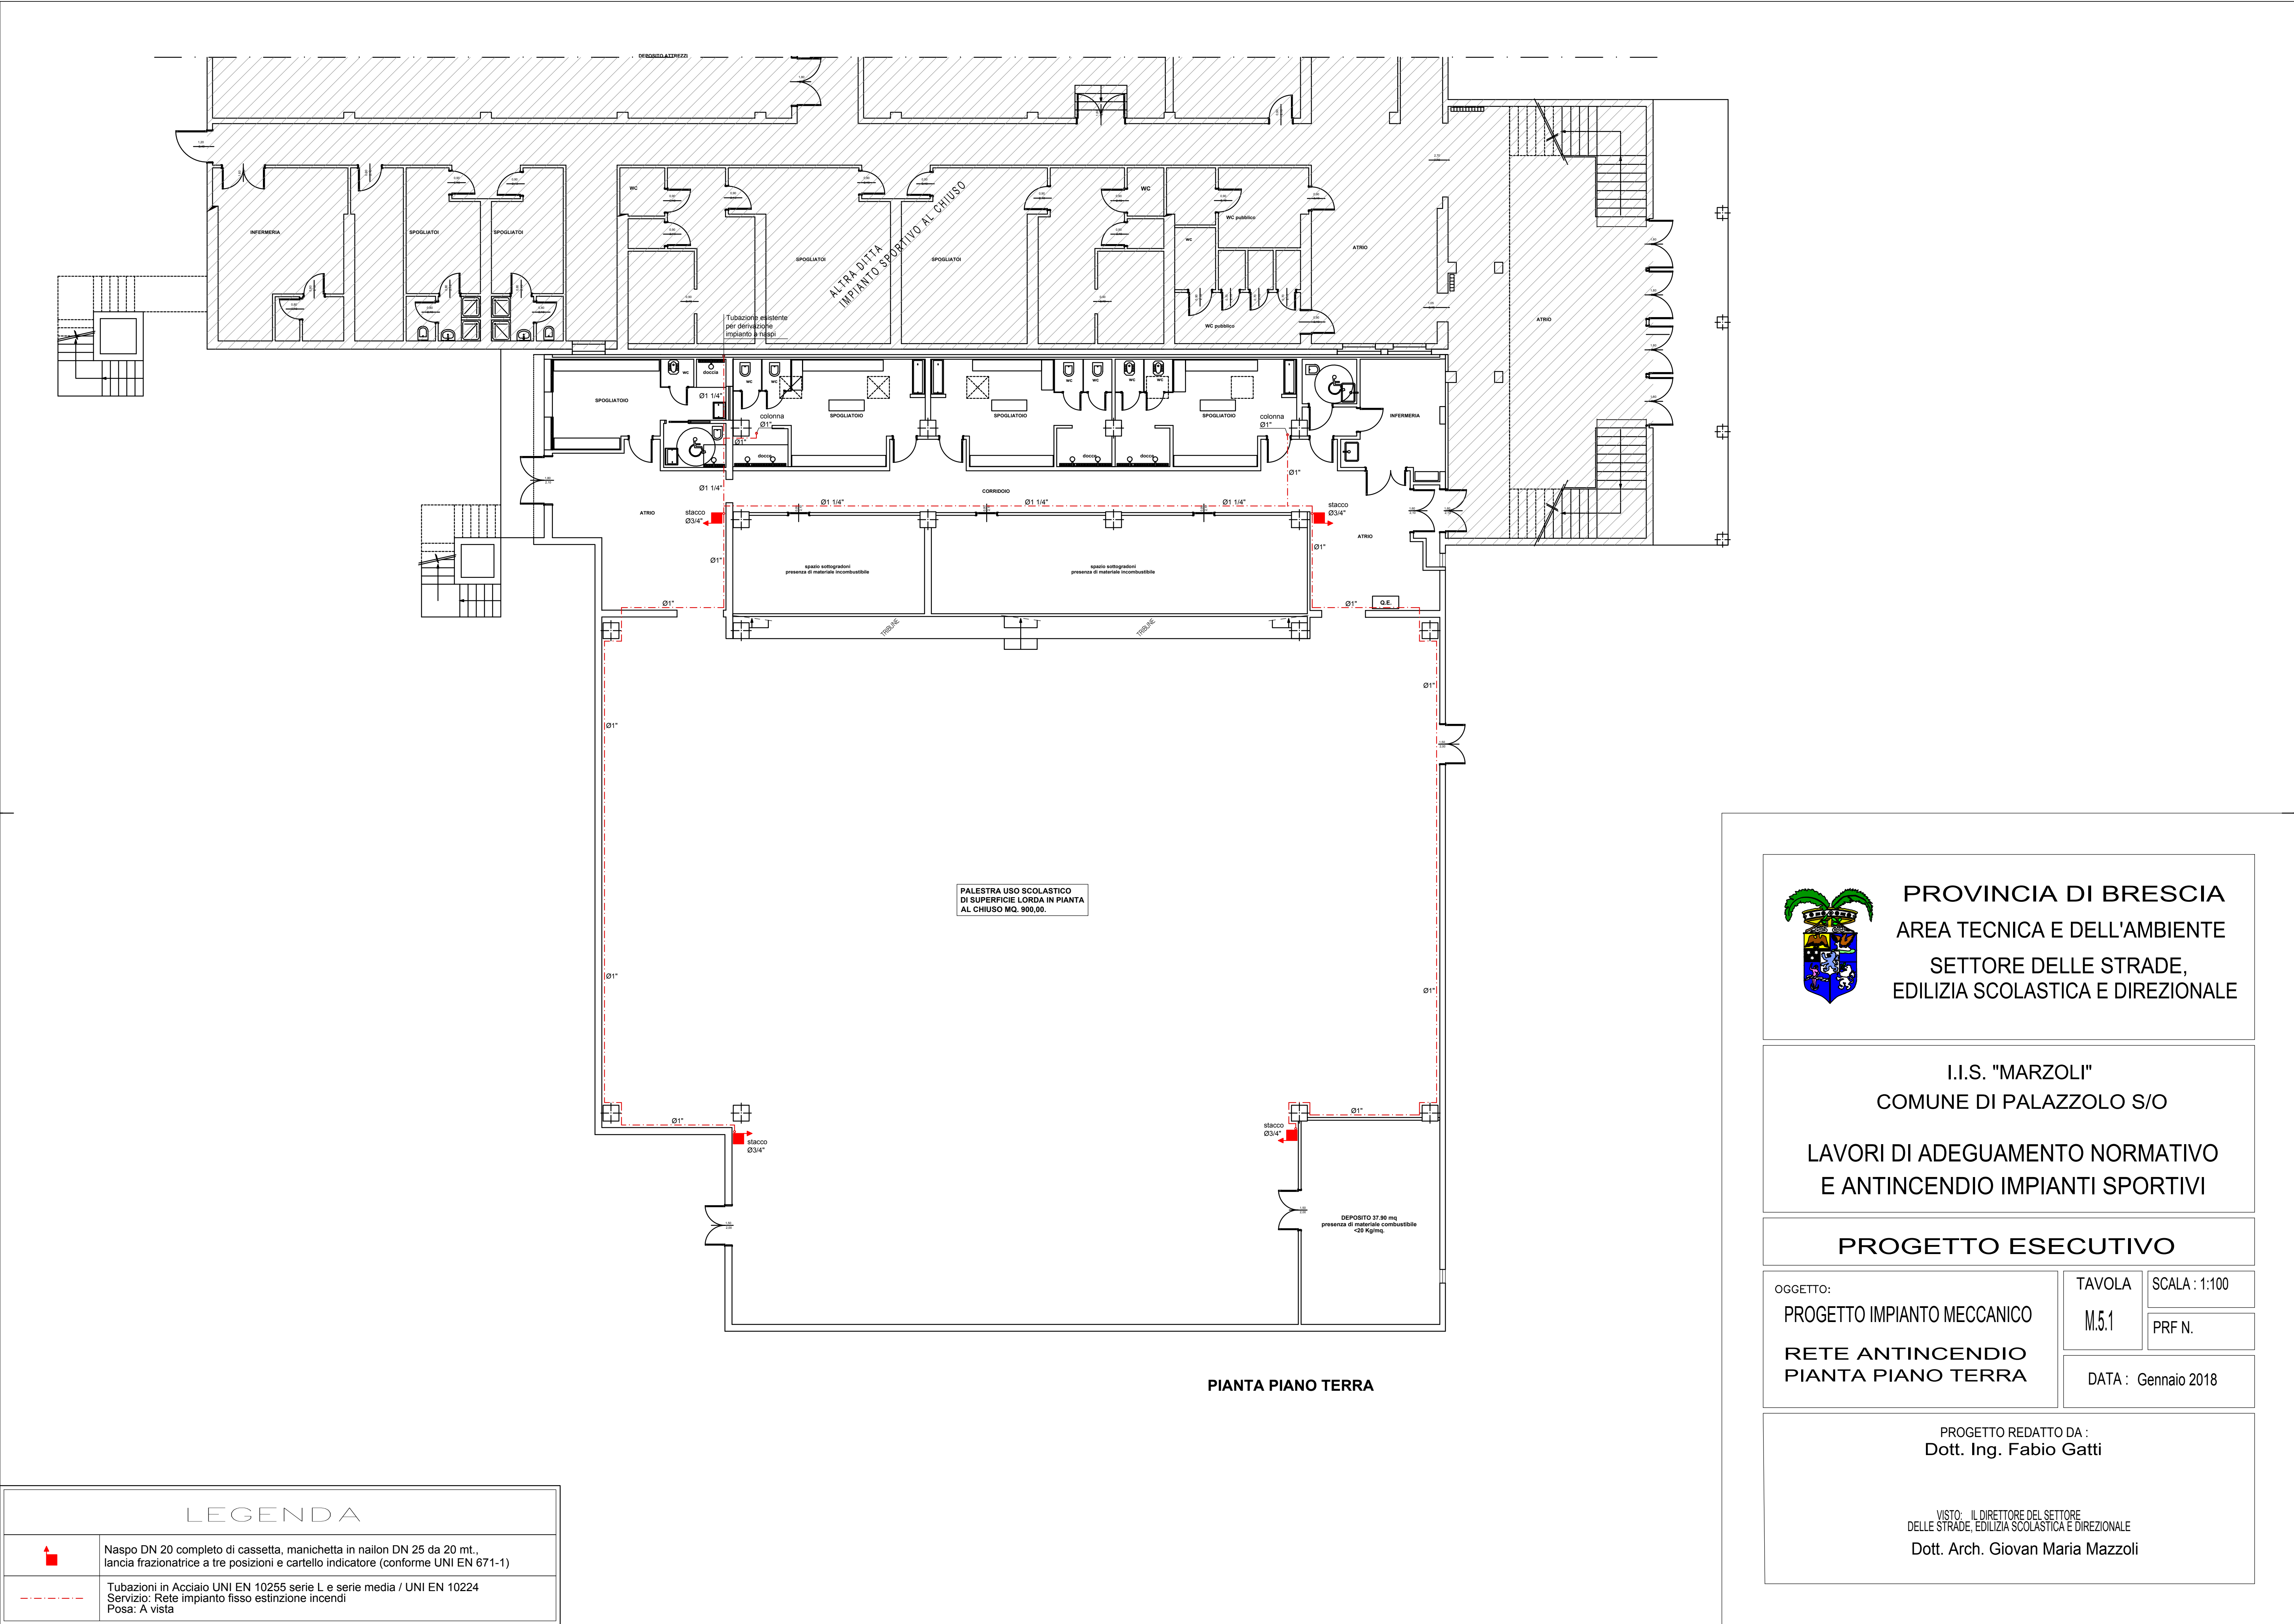 DEPOSITO ATTREZZI
INFERMERIA
SPOGLIATOI
SPOGLIATOI
WC
SPOGLIATOI
ALTRA DITTA
IMPIANTO SPORTIVO AL CHIUSO
SPOGLIATOI
WC
WC pubblico
WC
WC pubblico
ATRIO
ATRIO
Tubazione esistente
per derivazione
impianto a naspi
SPOGLIATOIO
WC
doccia
Ø1 1/4"
WC
WC
colonna
Ø1"
Ø1"
docce
SPOGLIATOIO
SPOGLIATOIO
WC
WC
docce
WC
WC
docce
SPOGLIATOIO
colonna
Ø1"
Ø1"
INFERMERIA
Ø1 1/4"
CORRIDOIO
Ø1 1/4"
Ø1 1/4"
Ø1 1/4"
ATRIO
stacco
Ø3/4"
stacco
Ø3/4"
ATRIO
Ø1"
Ø1"
spazio sottogradoni
presenza di materiale incombustibile
spazio sottogradoni
presenza di materiale incombustibile
Ø1"
Ø1"
Q.E.
TRIBUNE
TRIBUNE
Ø1"
Ø1"
PALESTRA USO SCOLASTICO
DI SUPERFICIE LORDA IN PIANTA
AL CHIUSO MQ. 900,00.
Ø1"
Ø1"
Ø1"
Ø1"
stacco
Ø3/4"
stacco
Ø3/4"
DEPOSITO 37.90 mq
presenza di materiale combustibile
<20 Kg/mq.
PIANTA PIANO TERRA
PROVINCIA DI BRESCIA
AREA TECNICA E DELL'AMBIENTE
SETTORE DELLE STRADE,
EDILIZIA SCOLASTICA E DIREZIONALE
I.I.S. "MARZOLI"
COMUNE DI PALAZZOLO S/O
LAVORI DI ADEGUAMENTO NORMATIVO
E ANTINCENDIO IMPIANTI SPORTIVI
PROGETTO ESECUTIVO
OGGETTO:
PROGETTO IMPIANTO MECCANICO
RETE ANTINCENDIO
PIANTA PIANO TERRA
TAVOLA
M.5.1
SCALA : 1:100
PRF N.
DATA : Gennaio 2018
PROGETTO REDATTO DA :
Dott. Ing. Fabio Gatti
VISTO: IL DIRETTORE DEL SETTORE
DELLE STRADE, EDILIZIA SCOLASTICA E DIREZIONALE
Dott. Arch. Giovan Maria Mazzoli
LEGENDA
Naspo DN 20 completo di cassetta, manichetta in nailon DN 25 da 20 mt.,
lancia frazionatrice a tre posizioni e cartello indicatore (conforme UNI EN 671-1)
Tubazioni in Acciaio UNI EN 10255 serie L e serie media / UNI EN 10224
Servizio: Rete impianto fisso estinzione incendi
Posa: A vista